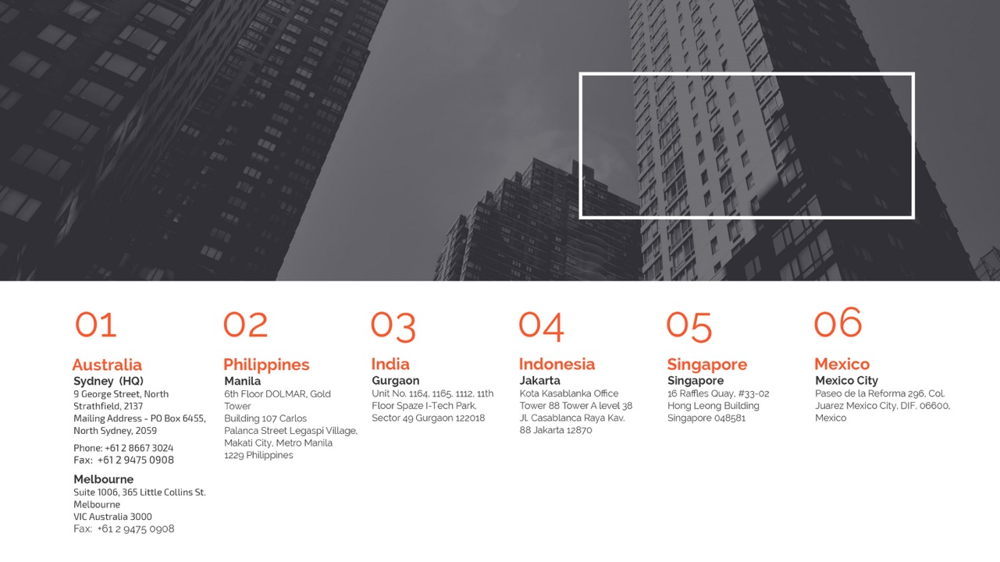 01
Australia
Sydney (HQ)
9 George Street, North
Strathfield, 2137
Mailing Address - PO Box 6455,
North Sydney, 2059
Phone: +61 2 8667 3024
Fax: +61 2 9475 0908
Melbourne
Suite 1006, 365 Little Collins St.
Melbourne
VIC Australia 3000
Fax: +61 2 9475 0908
02
Philippines
Manila
6th Floor DOLMAR, Gold
Tower
Building 107 Carlos
Palanca Street Legaspi Village,
Makati City, Metro Manila
1229 Philippines
03
India
Gurgaon
Unit No. 1164, 1165, 1112, 11th
Floor Spaze I-Tech Park,
Sector 49 Gurgaon 122018
04
Indonesia
Jakarta
Kota Kasablanka Office
Tower 88 Tower A level 38
Jl. Casablanca Raya Kav.
88 Jakarta 12870
05
Singapore
Singapore
16 Raffles Quay, #33-02
Hong Leong Building
Singapore 048581
06
Mexico
Mexico City
Paseo de la Reforma 296, Col.
Juarez Mexico City, DIF, 06600,
Mexico